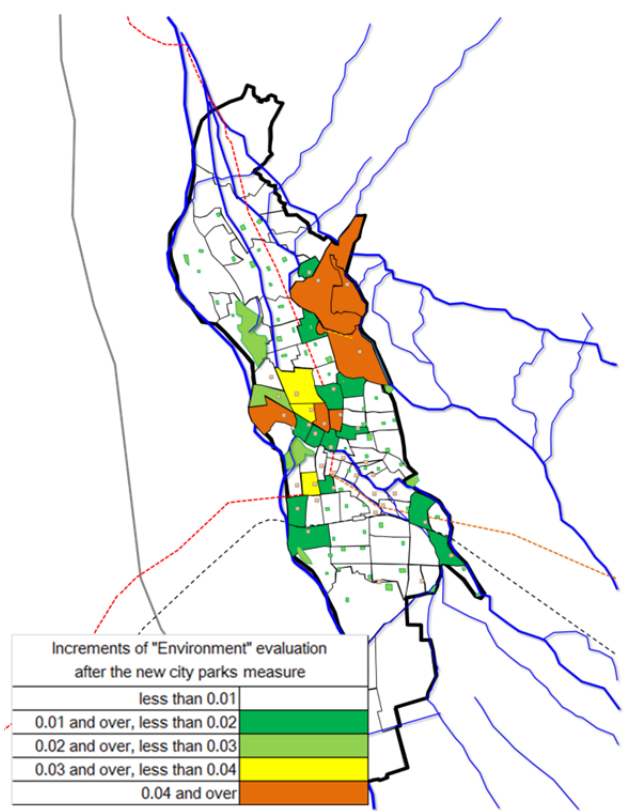 Increments of "Environment" evaluation
after the new city parks measure
less than 0.01
0.01 and over, less than 0.02
0.02 and over, less than 0.03
0.03 and over, less than 0.04
0.04 and over